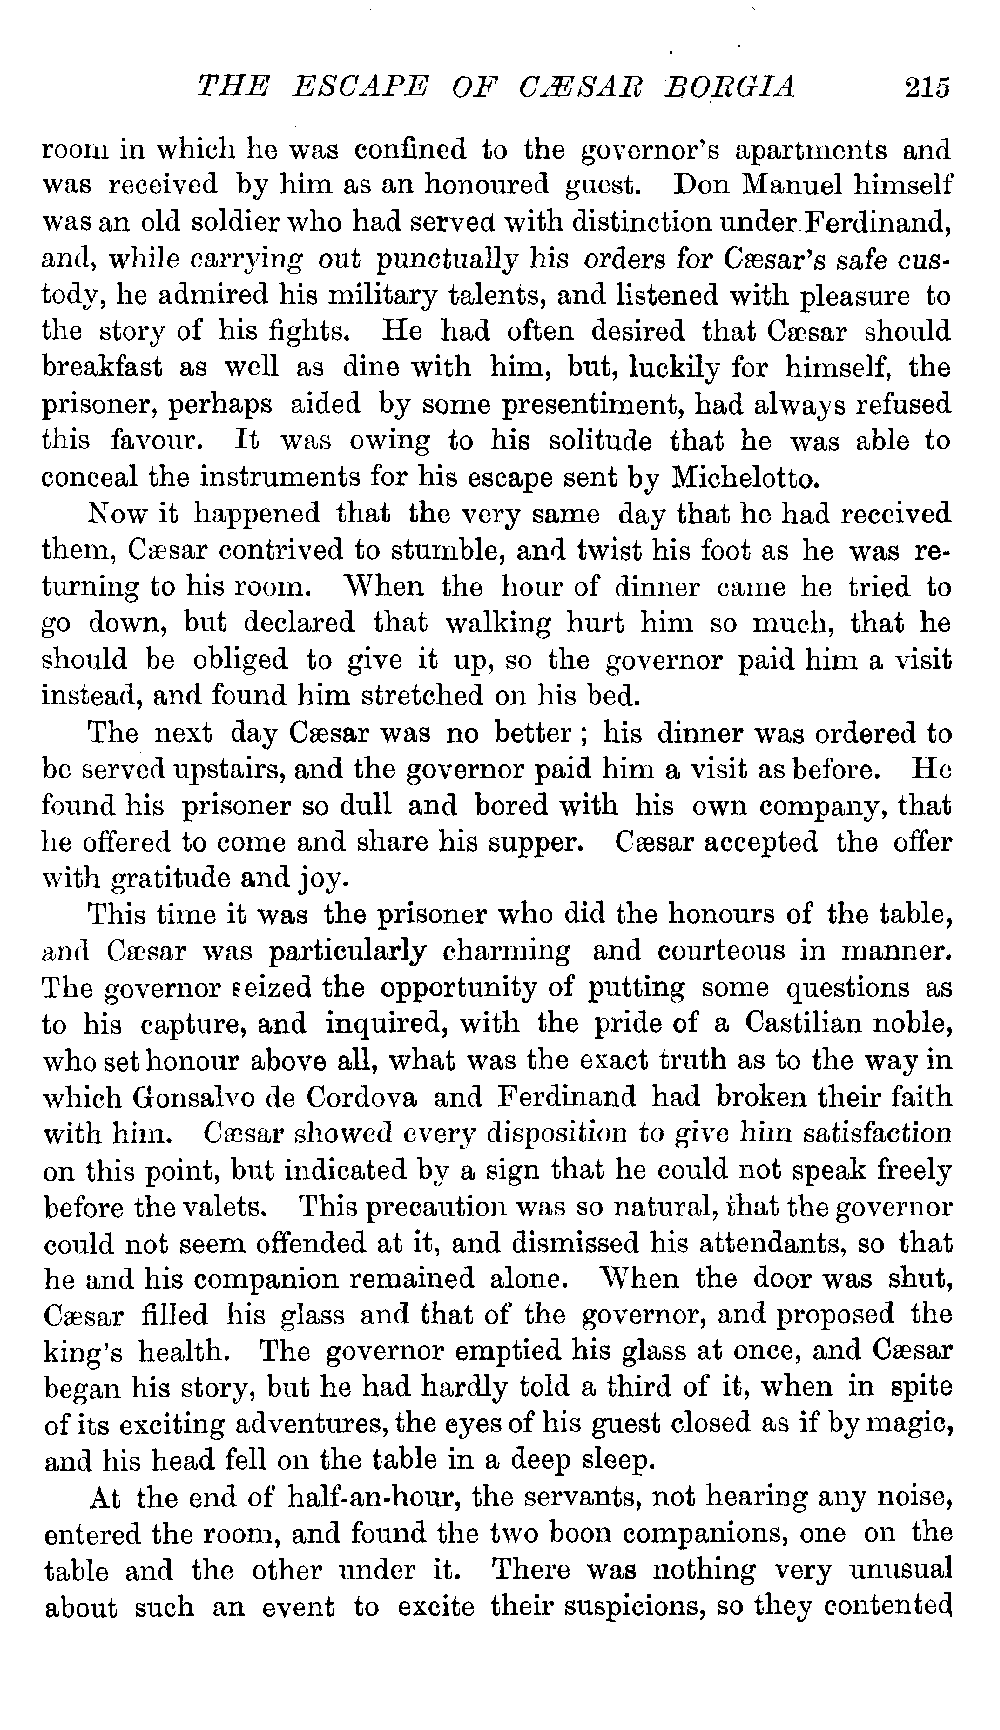 THE ESCAPE OF CÆSAR BORGIA 215
room in which he was confined to the governor's apartments and
was received by him as an honoured guest. Don Manuel himself
was an old soldier who had served with distinction under Ferdinand,
and, while carrying out punctually his orders for Cæsar's safe cus-
tody, he admired his military talents, and listened with pleasure to
the story of his fights. He had often desired that Cæsar should
breakfast as well as dine with him, but, luckily for himself, the
prisoner, perhaps aided by some presentiment, had always refused
this favour. It was owing to his solitude that he was able to
conceal the instruments for his escape sent by Michelotto.
Now it happened that the very same day that he had received
them, Cæsar contrived to stumble, and twist his foot as he was re-
turning to his room. When the hour of dinner came he tried to
go down, but declared that walking hurt him so much, that he
should be obliged to give it up, so the governor paid him a visit
instead, and found him stretched on his bed.
The next day Cæsar was no better ; his dinner was ordered to
be served upstairs, and the governor paid him a visit as before. He
found his prisoner so dull and bored with his own company, that
he offered to come and share his supper. Cæsar accepted the offer
with gratitude and joy.
This time it was the prisoner who did the honours of the table,
and Cæsar was particularly charming and courteous in manner.
The governor seized the opportunity of putting some questions as
to his capture, and inquired, with the pride of a Castilian noble,
who set honour above all, what was the exact truth as to the way in
which Gonsalvo de Cordova and Ferdinand had broken their faith
with him. Cæsar showed every disposition to give him satisfaction
on this point, but indicated by a sign that he could not speak freely
before the valets. This precaution was so natural, that the governor
could not seem offended at it, and dismissed his attendants, so that
he and his companion remained alone. When the door was shut,
Cæsar filled his glass and that of the governor, and proposed the
king's health. The governor emptied his glass at once, and Cæsar
began his story, but he had hardly told a third of it, when in spite
of its exciting adventures, the eyes of his guest closed as if by magic,
and his head fell on the table in a deep sleep.
At the end of half-an-hour, the servants, not hearing any noise,
entered the room, and found the two boon companions, one on the
table and the other under it. There was nothing very unusual
about such an event to excite their suspicions, so they contented